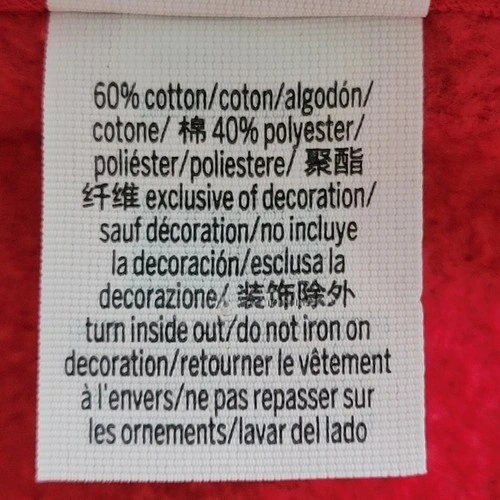 60% cotton/coton/algodón/
cotone/ 棉 40% polyester/
poliéster/poliestere/ 聚酯
纤维 exclusive of decoration/
sauf décoration/no incluye
la decoración/esclusa la
decorazione/ 装饰除外
turn inside out/do not iron on
decoration/retourner le vêtement
à l'envers/ne pas repasser sur
les ornements/lavar del lado